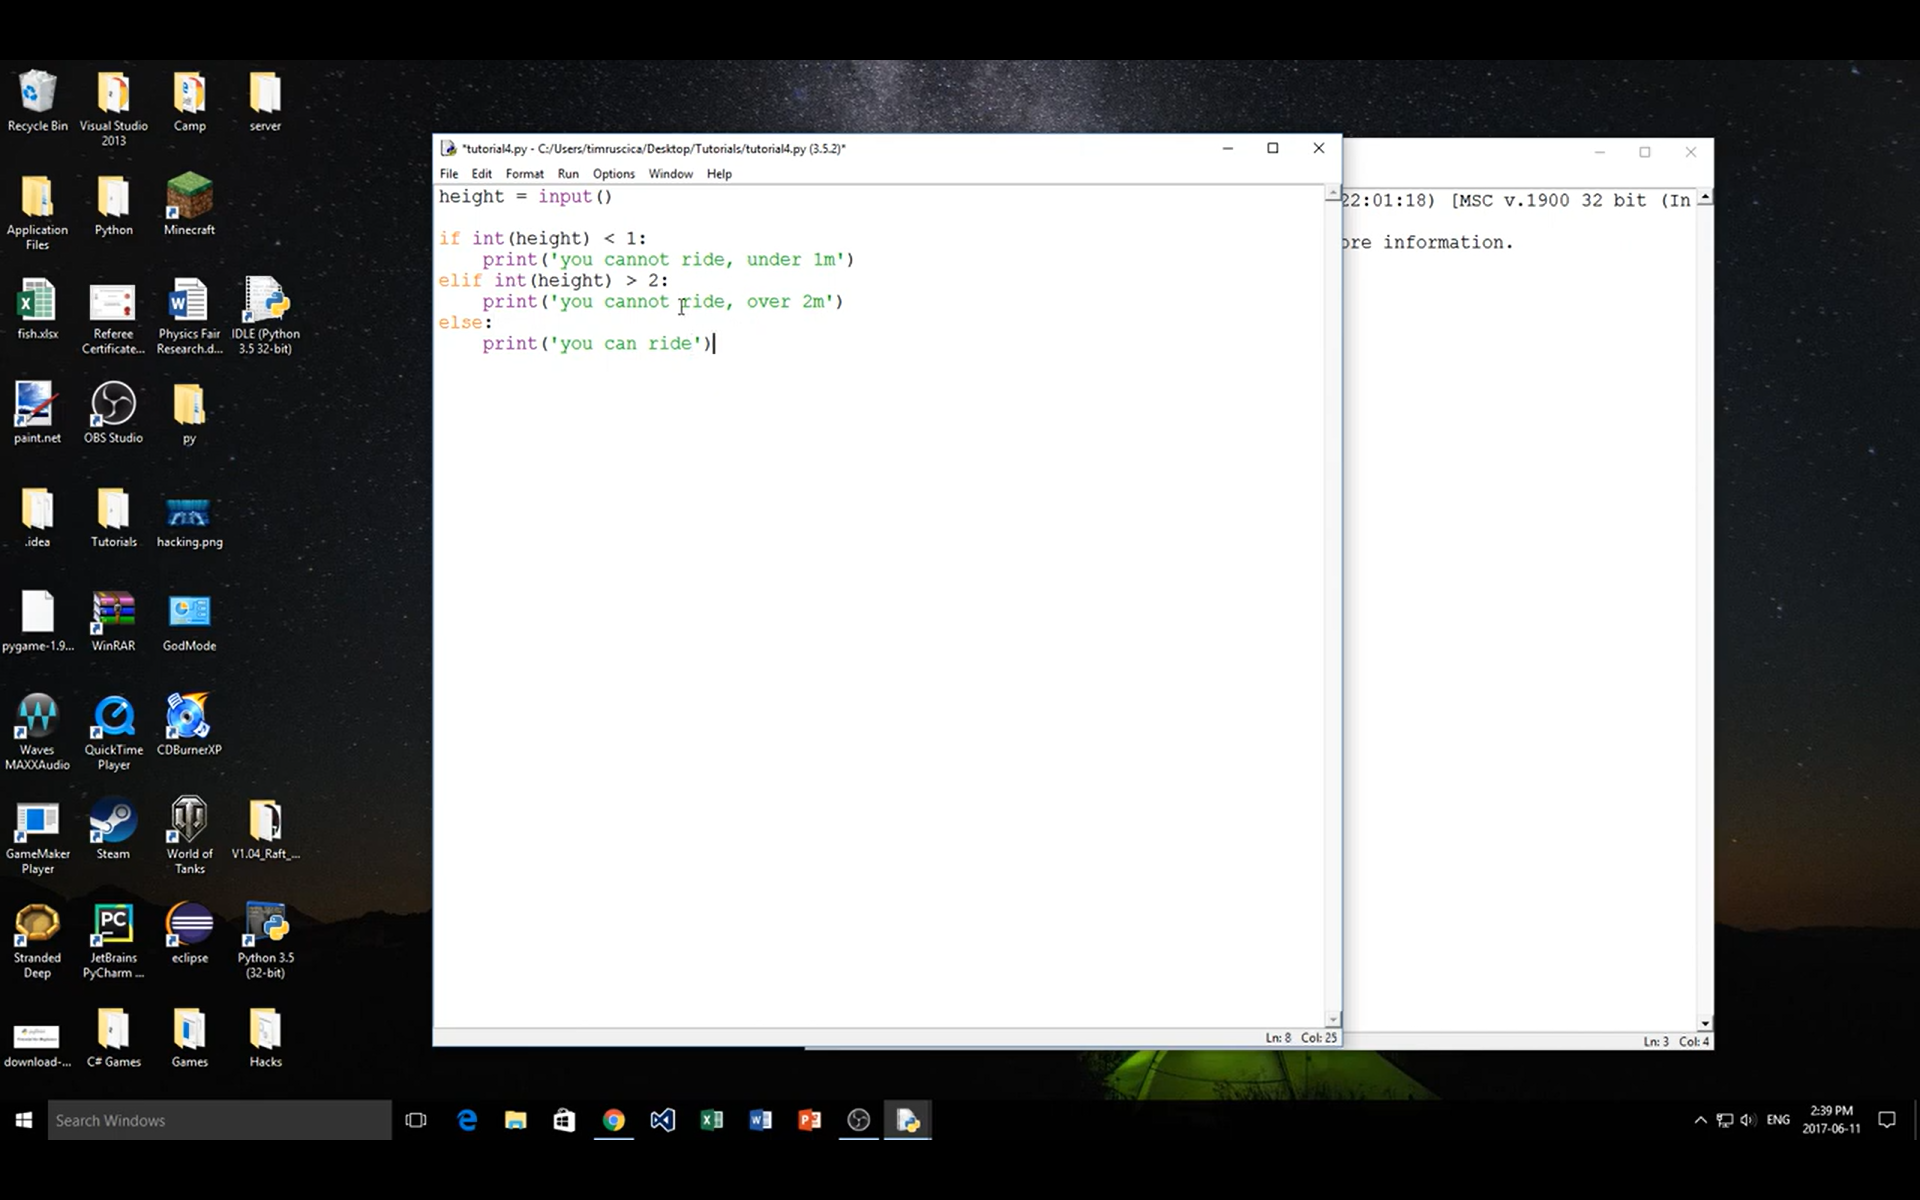 Recycle Bin
Visual Studio
2013
Camp
server
Application
Files
Python
Minecraft
fish.xlsx
Referee
Certificate...
Physics Fair
Research.d...
IDLE (Python
3.5 32-bit)
paint.net
OBS Studio
py
.idea
Tutorials
hacking.png
pygame-1.9...
WinRAR
GodMode
Waves
MAXXAudio
QuickTime
Player
CDBurnerXP
GameMaker
Player
Steam
World of
Tanks
V1.04_Raft_...
Stranded
Deep
JetBrains
PyCharm ...
eclipse
Python 3.5
(32-bit)
download-...
C# Games
Games
Hacks
*tutorial4.py - C:/Users/timruscica/Desktop/Tutorials/tutorial4.py (3.5.2)*
File Edit Format Run Options Window Help
height = input()
if int(height) < 1:
    print('you cannot ride, under 1m')
elif int(height) > 2:
    print('you cannot ride, over 2m')
else:
    print('you can ride')
Ln: 8 Col: 25
22:01:18) [MSC v.1900 32 bit (In
ore information.
Ln: 3 Col: 4
Search Windows
ENG
2:39 PM
2017-06-11